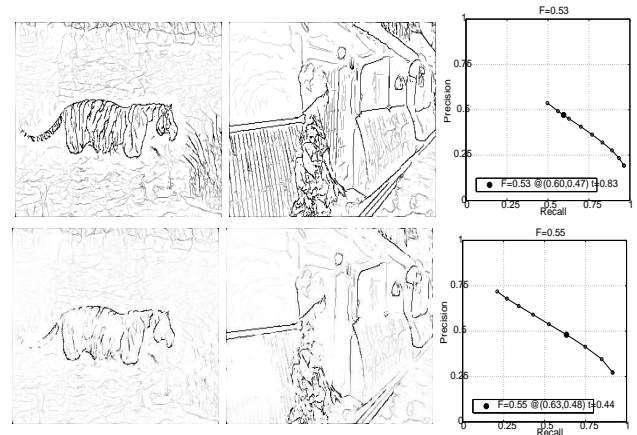 F=0.53
1
0.75
Precision
0.5
0.25
F=0.53 @(0.60,0.47) t=0.83
0 0.25 0.5 0.75 1
Recall
F=0.55
1
0.75
Precision
0.5
0.25
F=0.55 @(0.63,0.48) t=0.44
0 0.25 0.5 0.75 1
Recall